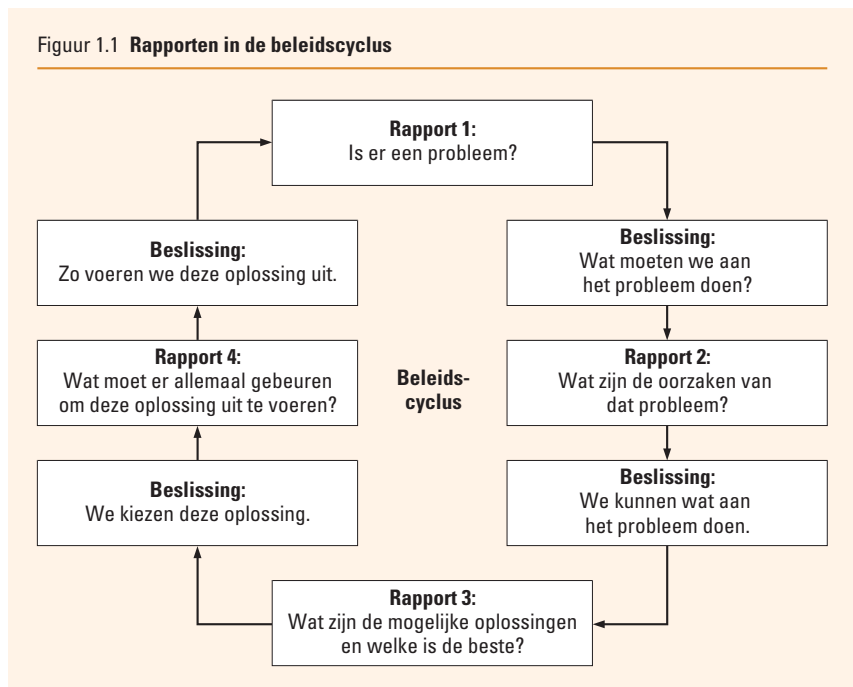 Figuur 1.1 Rapporten in de beleidscyclus
Rapport 1:
Is er een probleem?
Beslissing:
Wat moeten we aan
het probleem doen?
Rapport 2:
Wat zijn de oorzaken van
dat probleem?
Beslissing:
We kunnen wat aan
het probleem doen.
Rapport 3:
Wat zijn de mogelijke oplossingen
en welke is de beste?
Beslissing:
We kiezen deze oplossing.
Rapport 4:
Wat moet er allemaal gebeuren
om deze oplossing uit te voeren?
Beslissing:
Zo voeren we deze oplossing uit.
Beleids-
cyclus